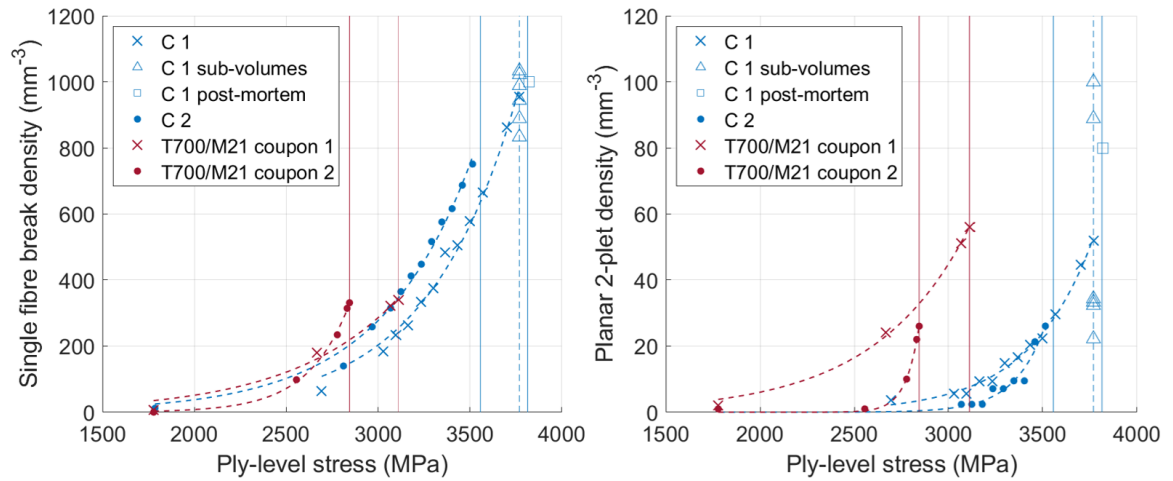 Single fibre break density (mm⁻³)
1200
1000
800
600
400
200
0
C 1
C 1 sub-volumes
C 1 post-mortem
C 2
T700/M21 coupon 1
T700/M21 coupon 2
1500
2000
2500
3000
3500
4000
Ply-level stress (MPa)
Planar 2-plet density (mm⁻³)
120
100
80
60
40
20
0
C 1
C 1 sub-volumes
C 1 post-mortem
C 2
T700/M21 coupon 1
T700/M21 coupon 2
1500
2000
2500
3000
3500
4000
Ply-level stress (MPa)